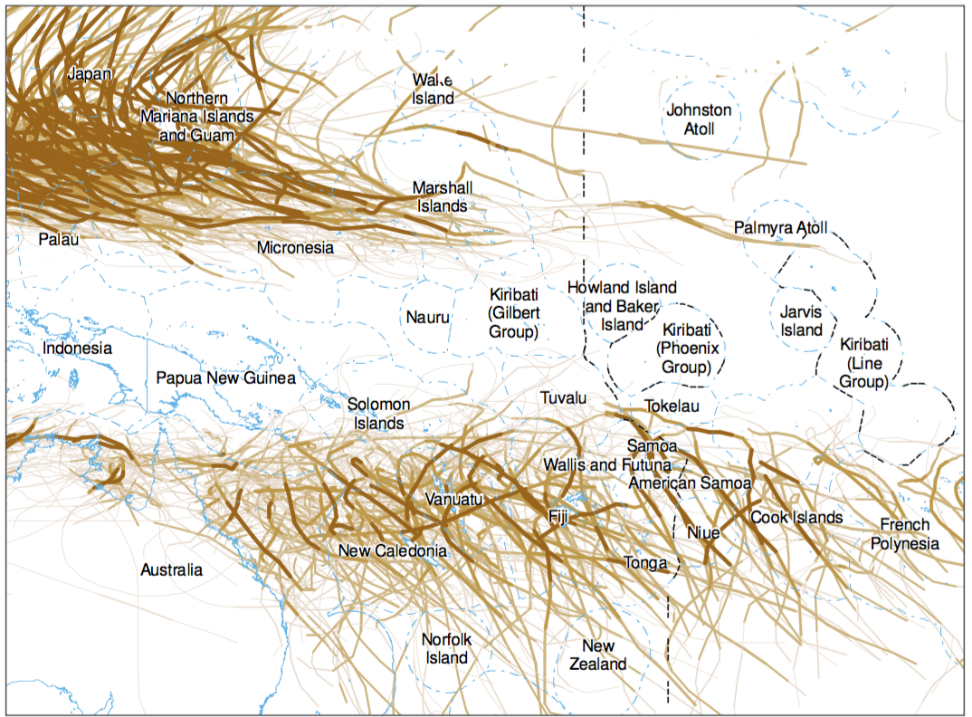 Japan
Northern
Mariana Islands
and Guam
Wake
Island
Johnston
Atoll
Marshall
Islands
Palau
Micronesia
Palmyra Atoll
Howland Island
and Baker
Island
Nauru
Kiribati
(Gilbert
Group)
Kiribati
(Phoenix
Group)
Jarvis
Island
Kiribati
(Line
Group)
Indonesia
Papua New Guinea
Solomon
Islands
Tuvalu
Tokelau
Samoa
Wallis and Futuna
American Samoa
Vanuatu
Fiji
Cook Islands
Niue
French
Polynesia
New Caledonia
Tonga
Australia
Norfolk
Island
New
Zealand